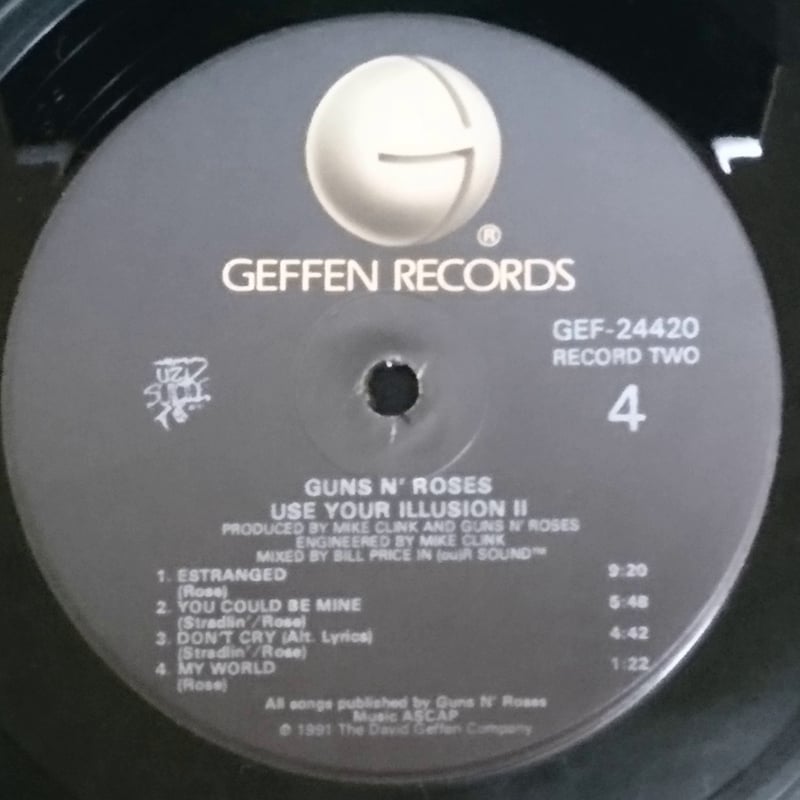 ®
GEFFEN RECORDS
GEF-24420
RECORD TWO
4
UZI
GUNS N' ROSES
USE YOUR ILLUSION II
PRODUCED BY MIKE CLINK AND GUNS N' ROSES
ENGINEERED BY MIKE CLINK
MIXED BY BILL PRICE IN (ou)R SOUND™
1. ESTRANGED 9:20
(Rose)
2. YOU COULD BE MINE 5:48
(Stradlin'/Rose)
3. DON'T CRY (Alt. Lyrics) 4:42
(Stradlin'/Rose)
4. MY WORLD 1:22
(Rose)
All songs published by Guns N' Roses
Music ASCAP
℗ 1991 The David Geffen Company